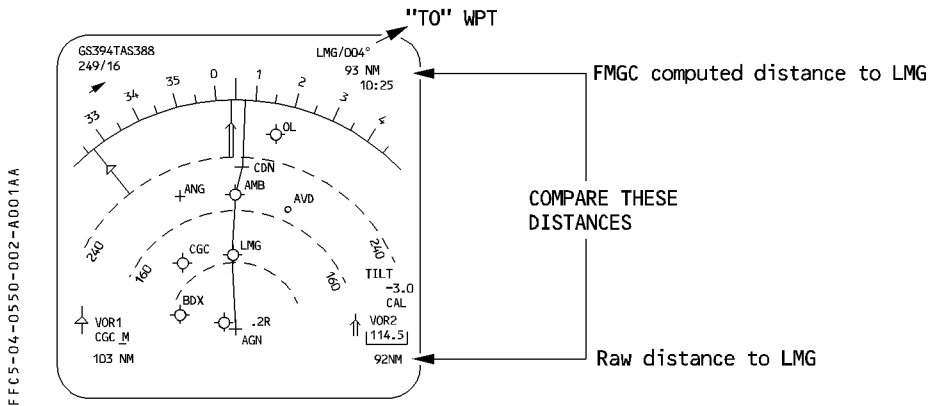 "TO" WPT
GS394TAS388
249/16
LMG/004°
93 NM
10:25
FMGC computed distance to LMG
33
34
35
0
1
2
3
4
OL
CDN
ANG
AMB
AVD
COMPARE THESE
DISTANCES
240
160
CGC
LMG
160
240
TILT
-3.0
CAL
BDX
.2R
AGN
VOR1
CGC M
103 NM
VOR2
114.5
92NM
Raw distance to LMG
FFC5-04-0550-002-A001AA